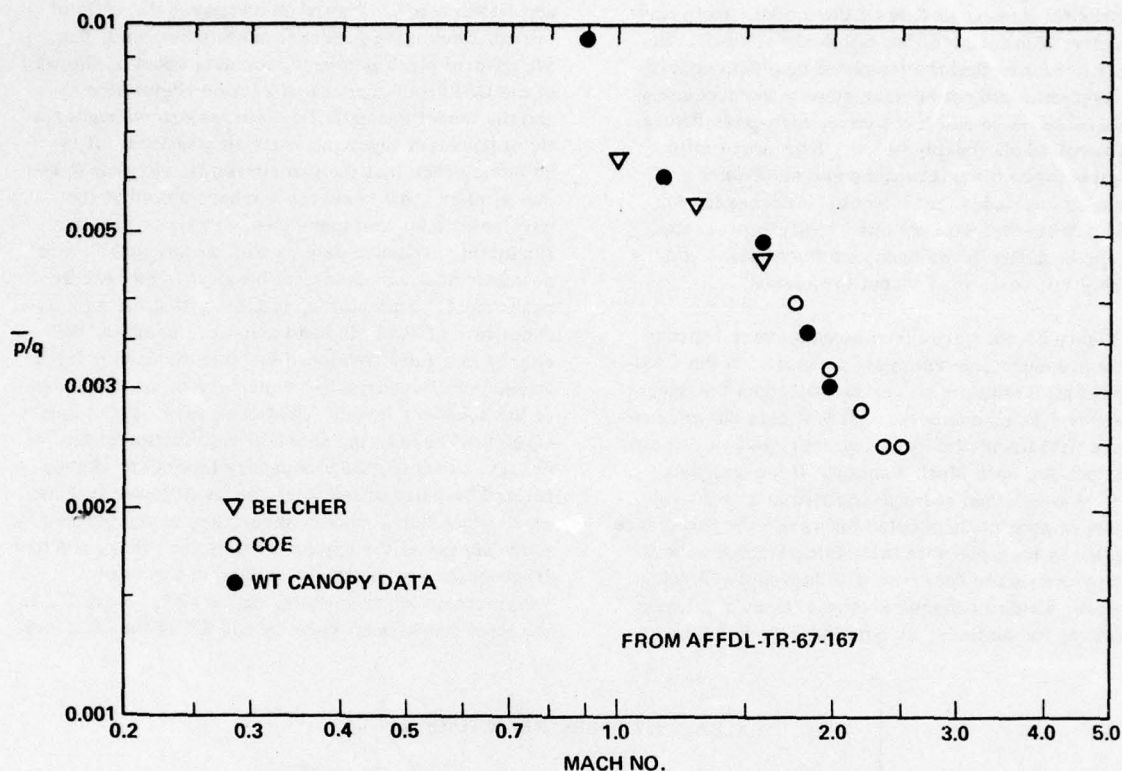 0.01
0.005
p/q
0.003
0.002
0.001
▽ BELCHER
○ COE
● WT CANOPY DATA
FROM AFFDL-TR-67-167
0.2 0.3 0.4 0.5 0.7 1.0 2.0 3.0 4.0 5.0
MACH NO.